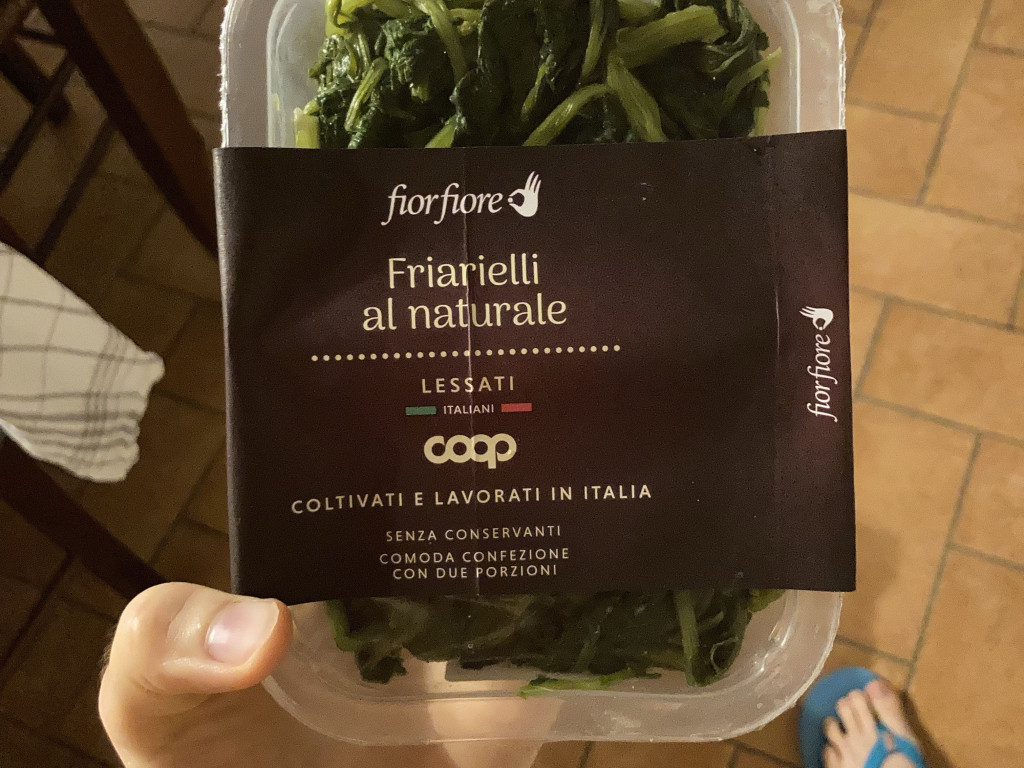 fiorfiore
Friarielli
al naturale
LESSATI
ITALIANI
coop
COLTIVATI E LAVORATI IN ITALIA
SENZA CONSERVANTI
COMODA CONFEZIONE
CON DUE PORZIONI
fiorfiore